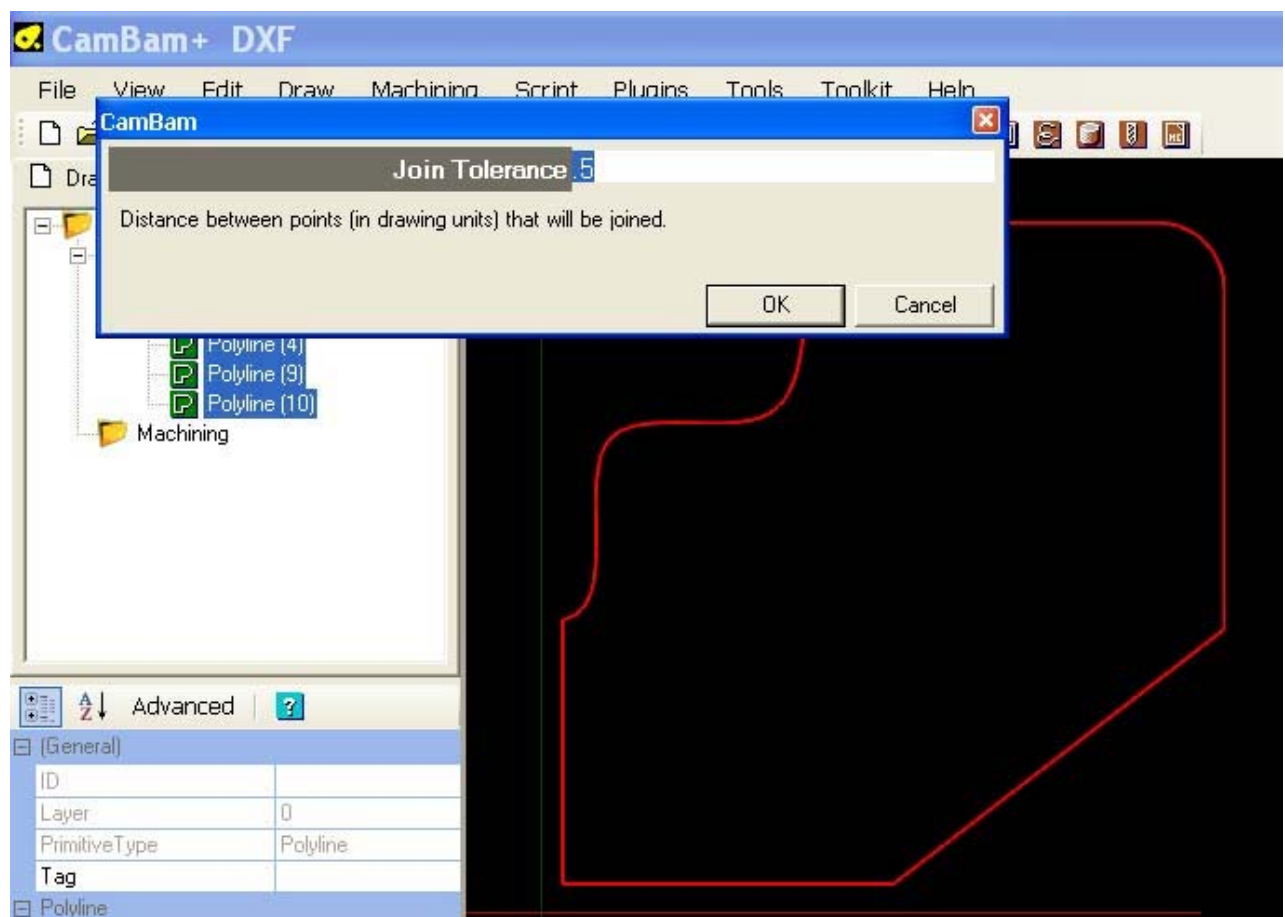 CamBam+ DXF
File View Edit Draw Machining Script Plugins Tools Toolkit Help
CamBam
Join Tolerance .5
Distance between points (in drawing units) that will be joined.
OK Cancel
Polyline (4)
Polyline (9)
Polyline (10)
Machining
Advanced
(General)
ID
Layer 0
PrimitiveType Polyline
Tag
Polyline